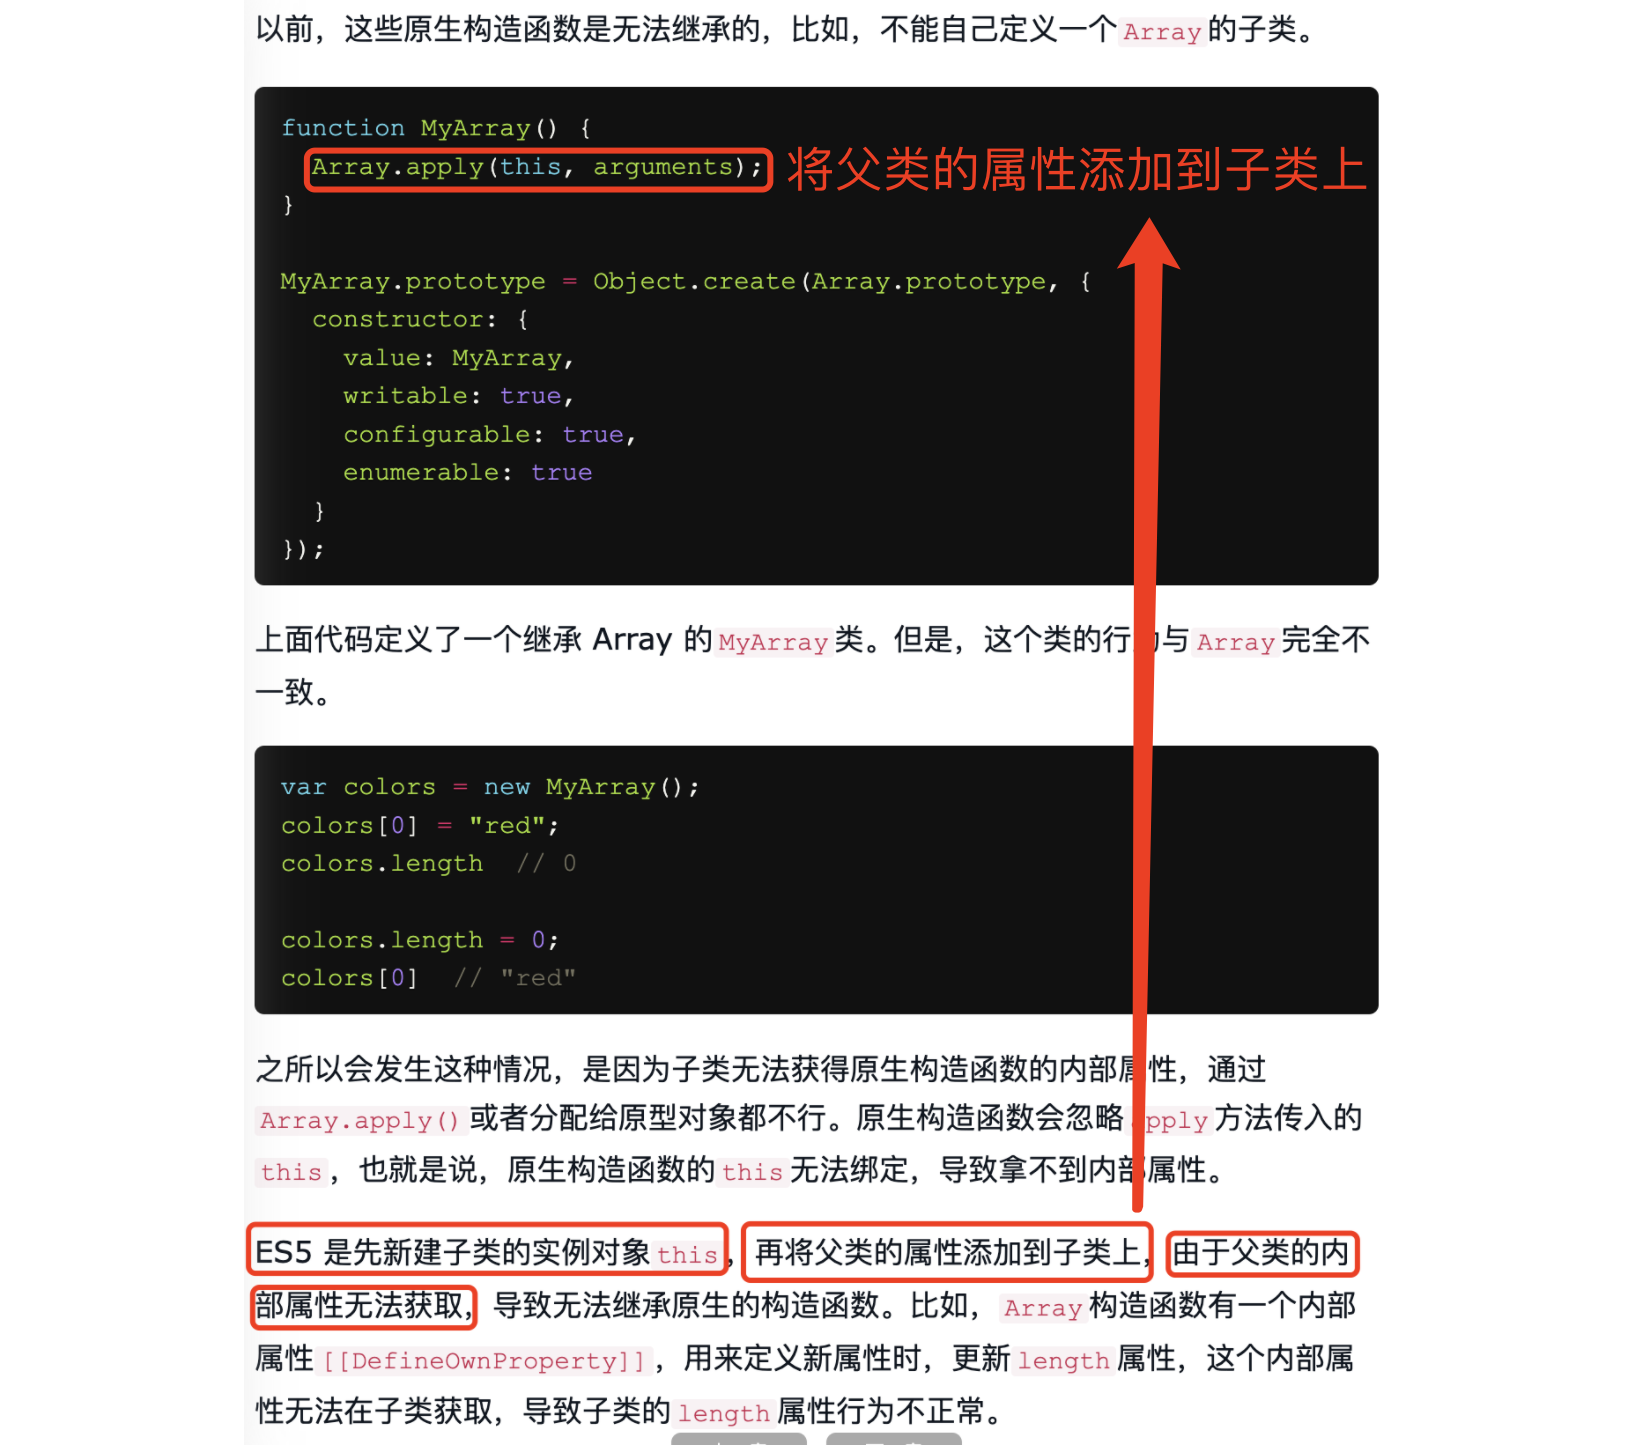 以前，这些原生构造函数是无法继承的，比如，不能自己定义一个Array的子类。
function MyArray() {
Array.apply(this, arguments); 将父类的属性添加到子类上
}
MyArray.prototype = Object.create(Array.prototype, {
constructor: {
value: MyArray,
writable: true,
configurable: true,
enumerable: true
}
});
上面代码定义了一个继承 Array 的MyArray类。但是，这个类的行为与Array完全不
一致。
var colors = new MyArray();
colors[0] = "red";
colors.length // 0
colors.length = 0;
colors[0] // "red"
之所以会发生这种情况，是因为子类无法获得原生构造函数的内部属性，通过
Array.apply()或者分配给原型对象都不行。原生构造函数会忽略apply方法传入的
this，也就是说，原生构造函数的this无法绑定，导致拿不到内部属性。
ES5 是先新建子类的实例对象this，再将父类的属性添加到子类上，由于父类的内
部属性无法获取，导致无法继承原生的构造函数。比如，Array构造函数有一个内部
属性[[DefineOwnProperty]]，用来定义新属性时，更新length属性，这个内部属
性无法在子类获取，导致子类的length属性行为不正常。